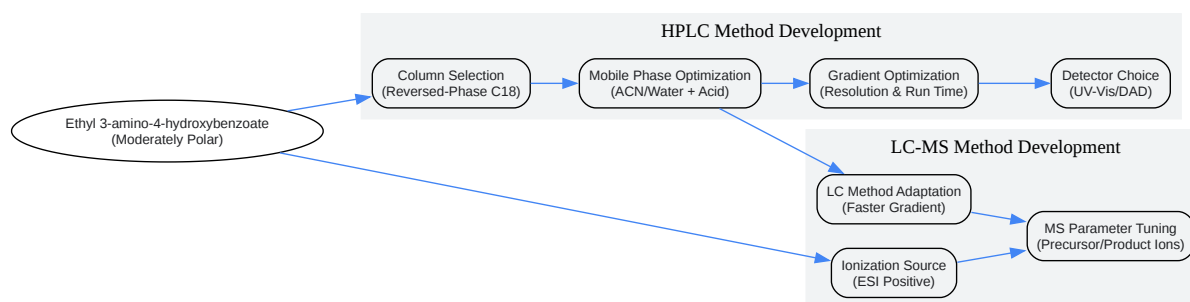 HPLC Method Development
Column Selection
(Reversed-Phase C18)
Mobile Phase Optimization
(ACN/Water + Acid)
Gradient Optimization
(Resolution & Run Time)
Detector Choice
(UV-Vis/DAD)
Ethyl 3-amino-4-hydroxybenzoate
(Moderately Polar)
LC-MS Method Development
LC Method Adaptation
(Faster Gradient)
MS Parameter Tuning
(Precursor/Product Ions)
Ionization Source
(ESI Positive)